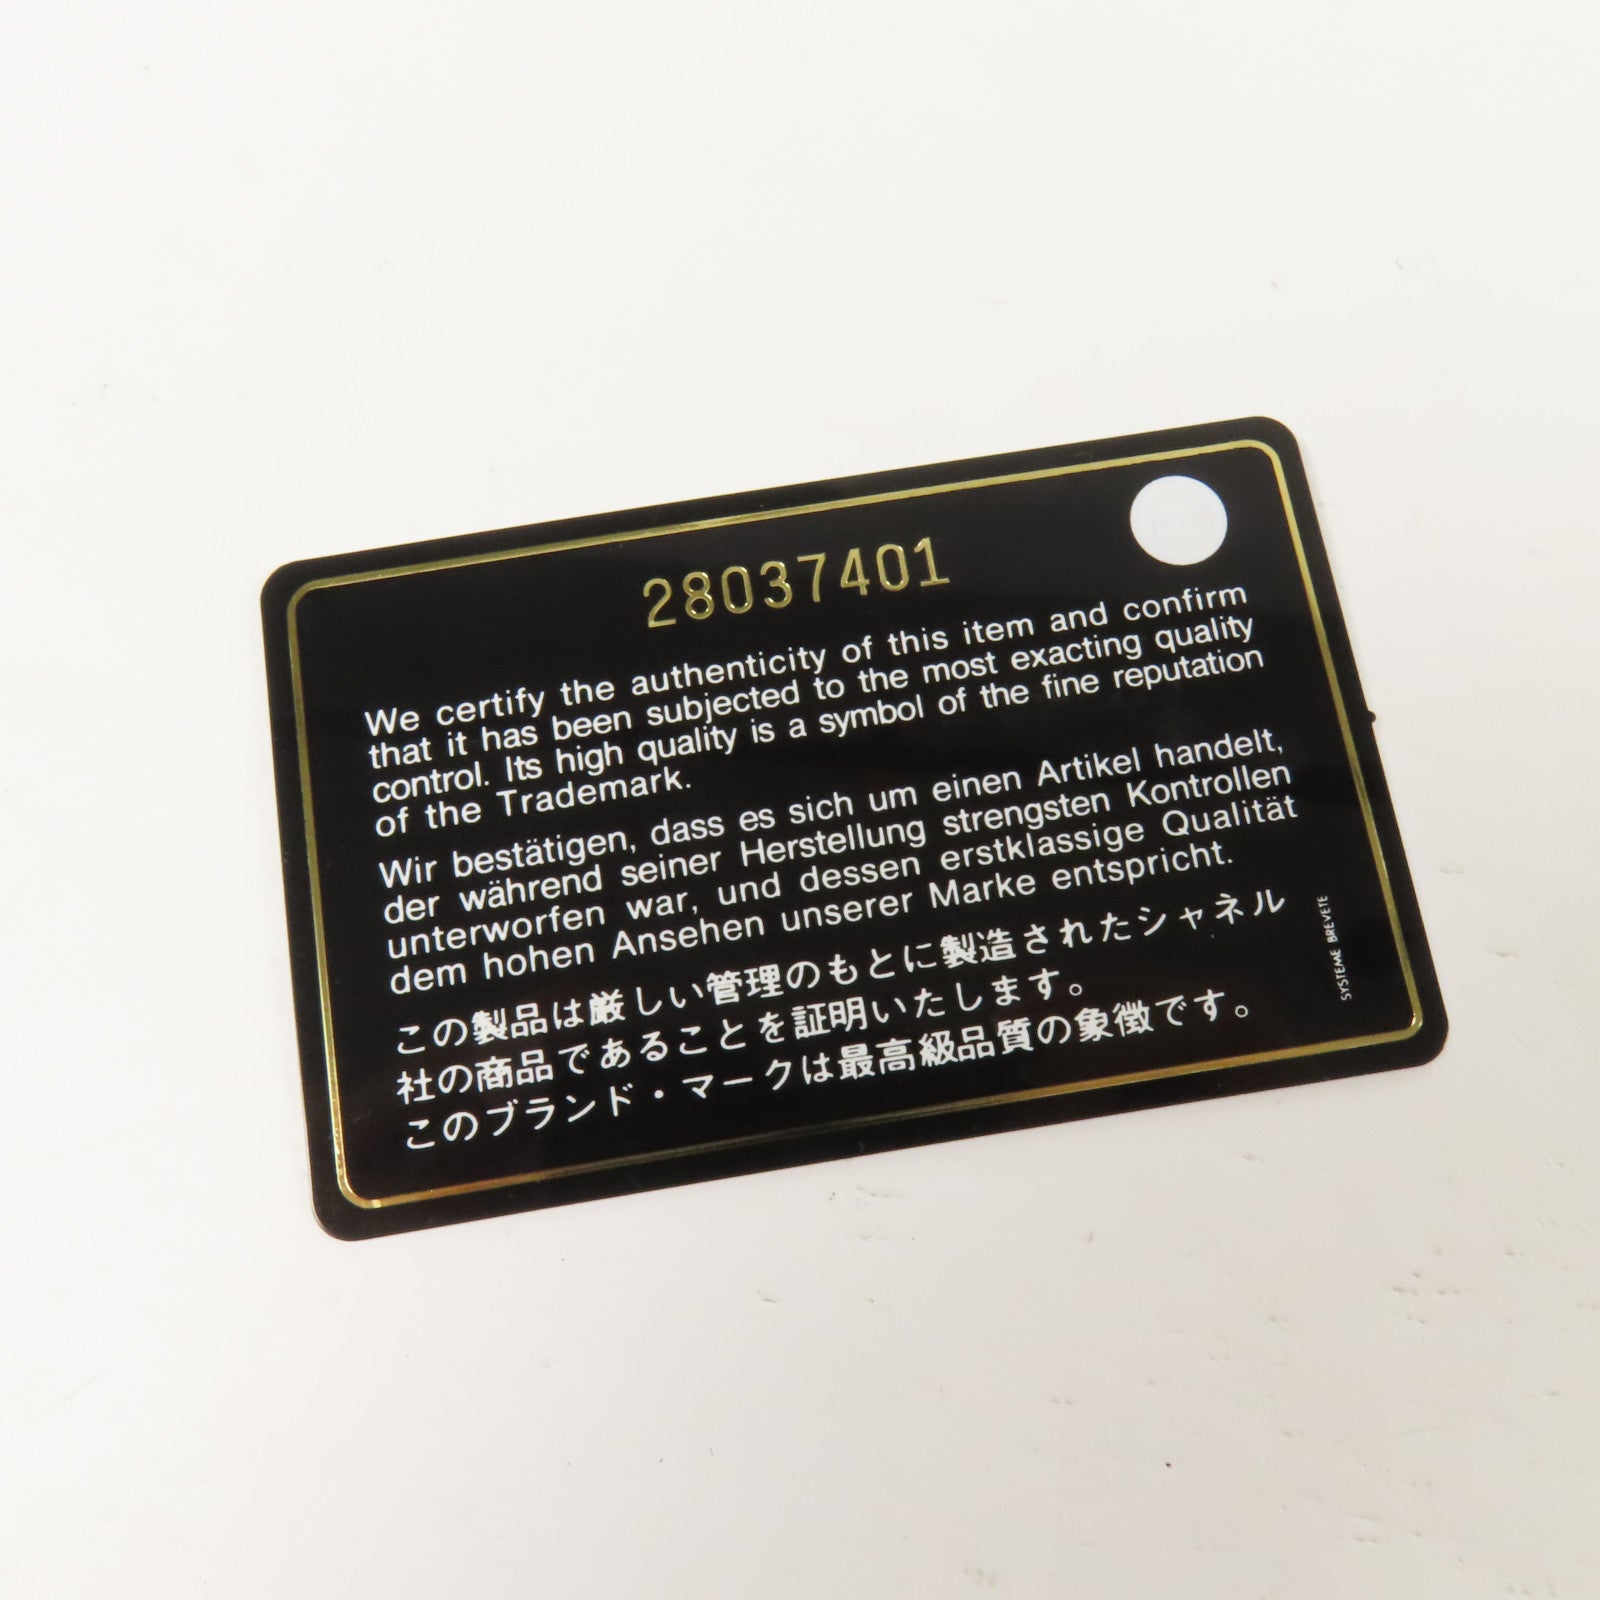 28037401
We certify the authenticity of this item and confirm
that it has been subjected to the most exacting quality
control. Its high quality is a symbol of the fine reputation
of the Trademark.
Wir bestätigen, dass es sich um einen Artikel handelt,
der während seiner Herstellung strengsten Kontrollen
unterworfen war, und dessen erstklassige Qualität
dem hohen Ansehen unserer Marke entspricht.
この製品は厳しい管理のもとに製造されたシャネル
社の商品であることを証明いたします。
このブランド・マークは最高級品質の象徴です。
SYSTEME BREVETE